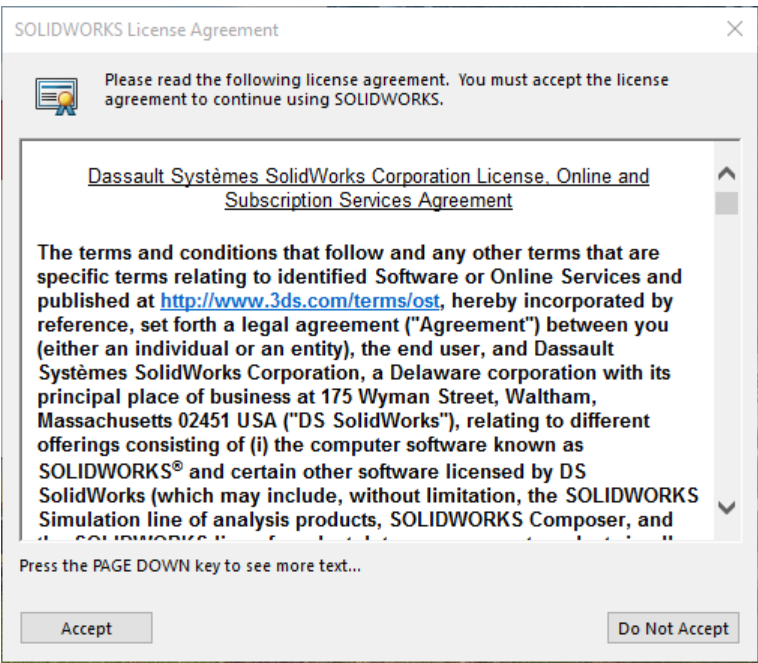 SOLIDWORKS License Agreement
Please read the following license agreement.  You must accept the license
agreement to continue using SOLIDWORKS.
Dassault Systèmes SolidWorks Corporation License, Online and
Subscription Services Agreement
The terms and conditions that follow and any other terms that are
specific terms relating to identified Software or Online Services and
published at http://www.3ds.com/terms/ost, hereby incorporated by
reference, set forth a legal agreement ("Agreement") between you
(either an individual or an entity), the end user, and Dassault
Systèmes SolidWorks Corporation, a Delaware corporation with its
principal place of business at 175 Wyman Street, Waltham,
Massachusetts 02451 USA ("DS SolidWorks"), relating to different
offerings consisting of (i) the computer software known as
SOLIDWORKS® and certain other software licensed by DS
SolidWorks (which may include, without limitation, the SOLIDWORKS
Simulation line of analysis products, SOLIDWORKS Composer, and
Press the PAGE DOWN key to see more text...
Accept
Do Not Accept